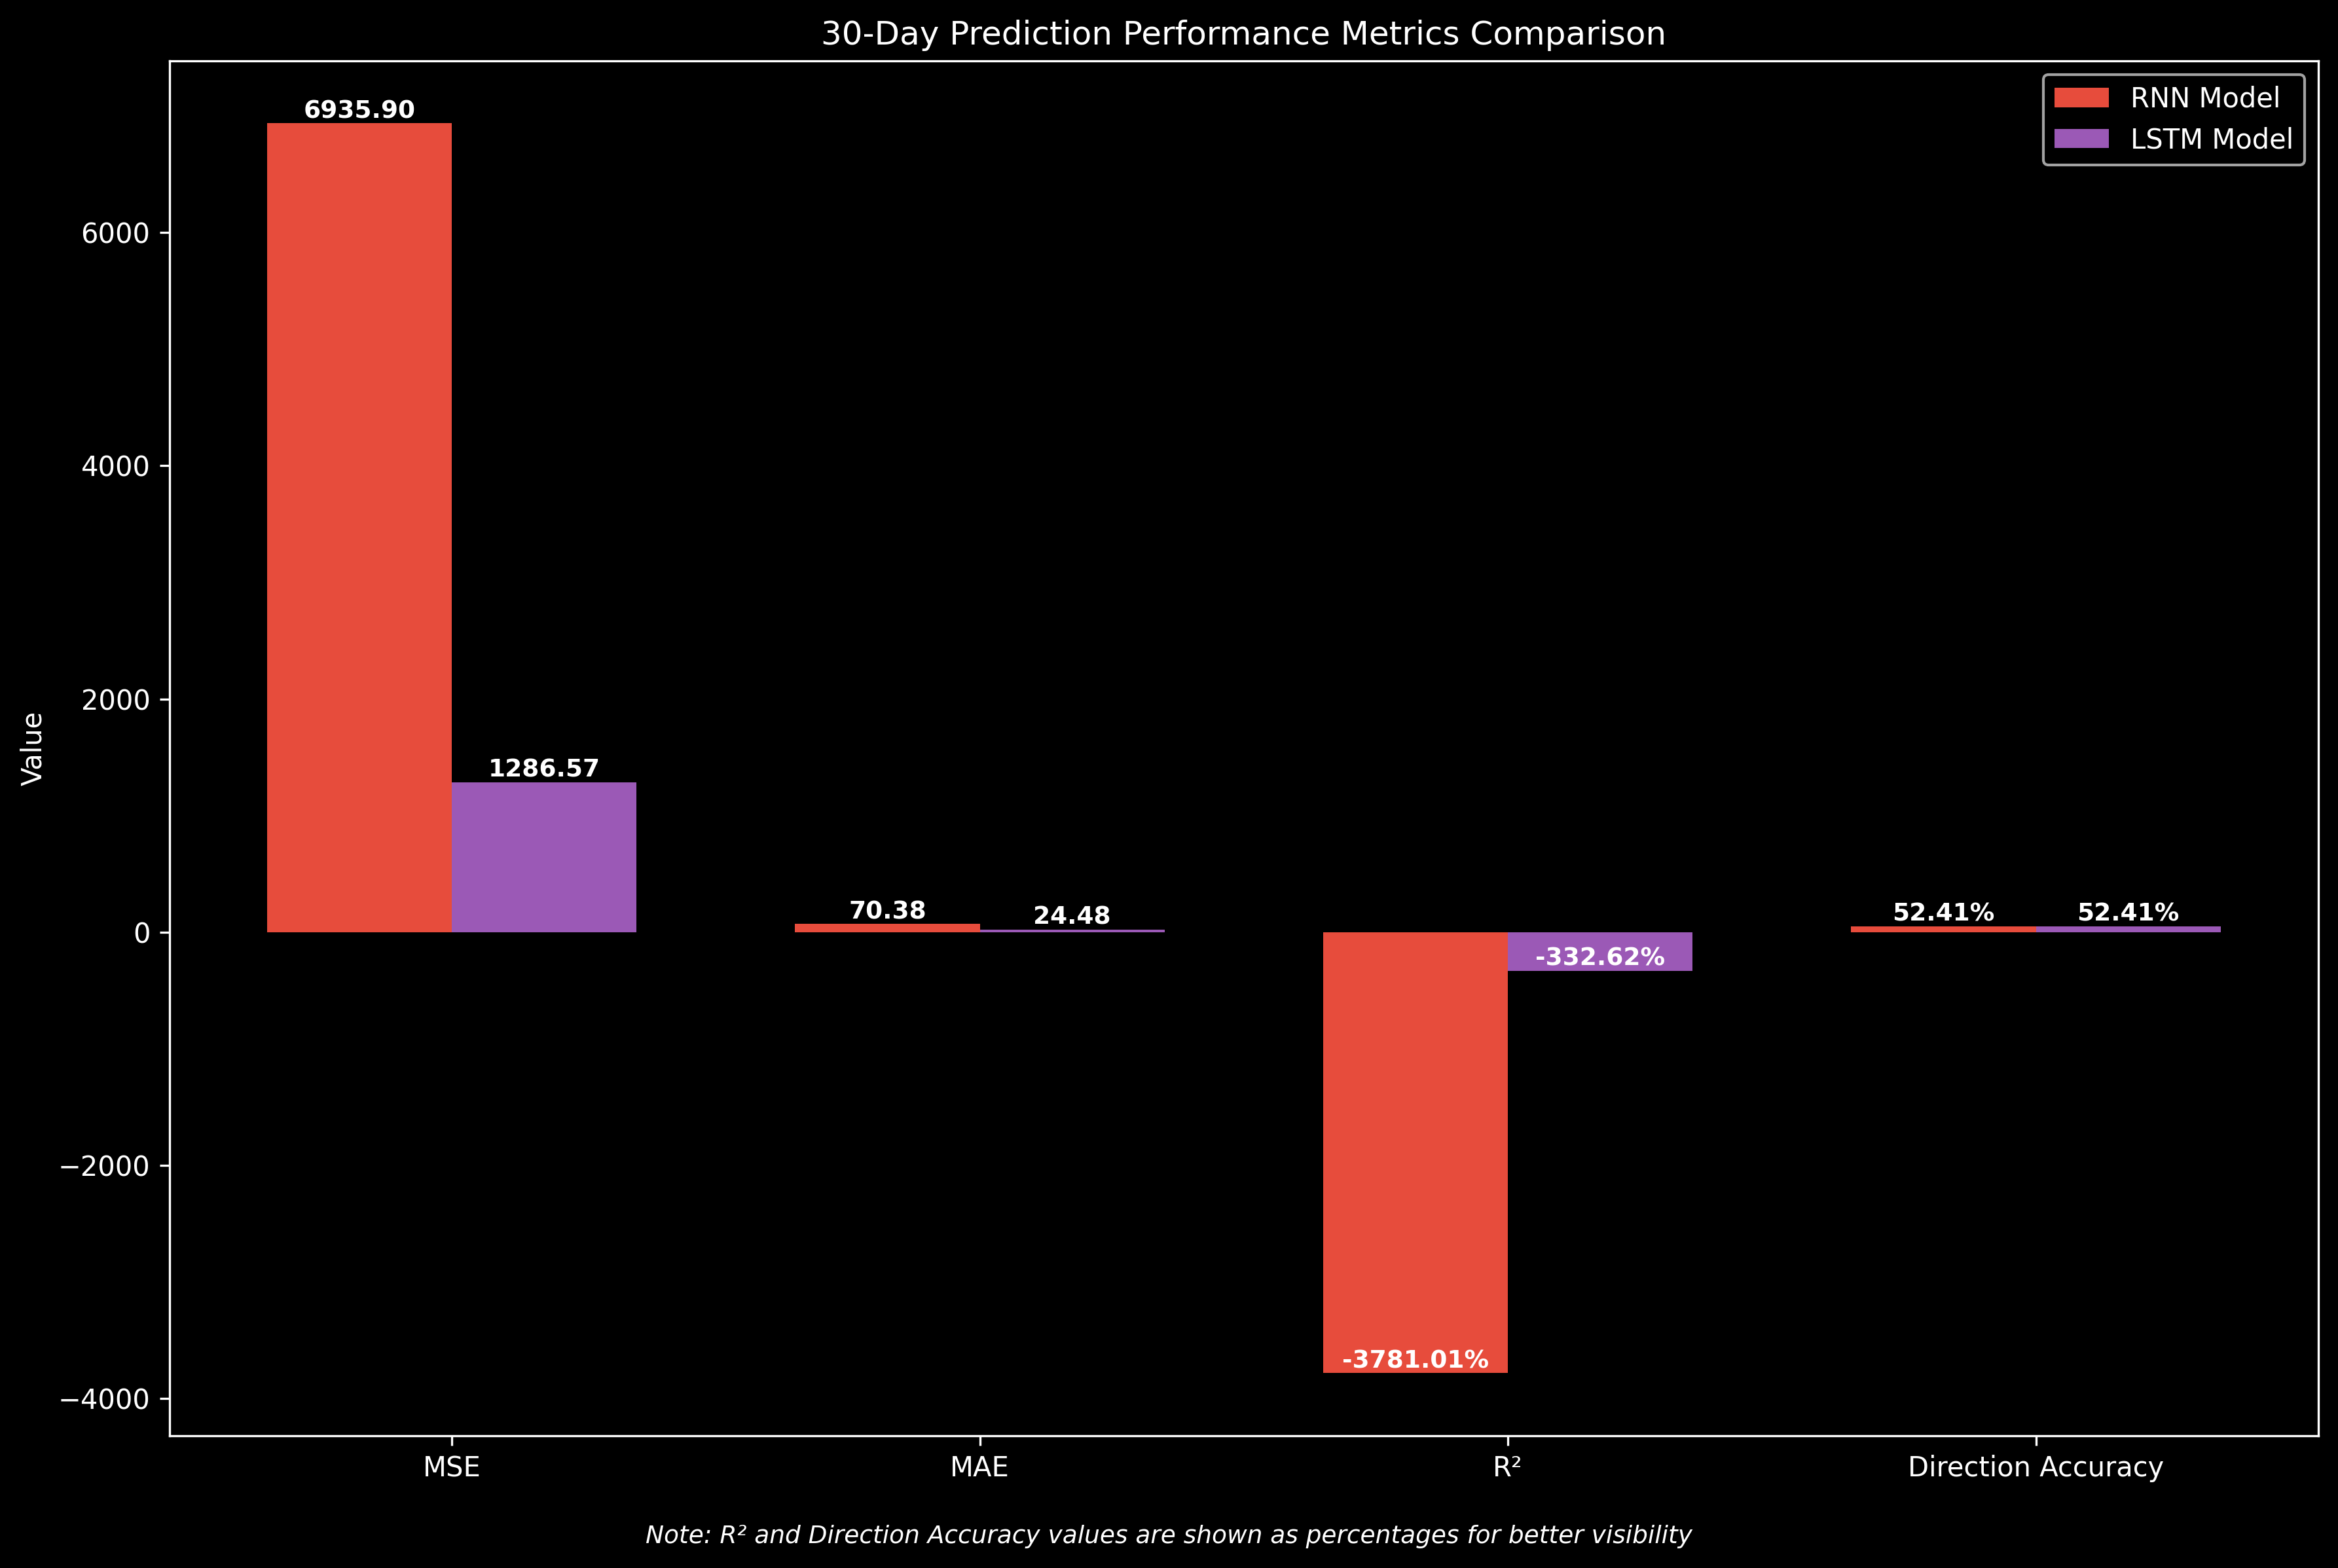 30-Day Prediction Performance Metrics Comparison
RNN Model
LSTM Model
Value
6000
4000
2000
0
−2000
−4000
6935.90
1286.57
70.38
24.48
-3781.01%
-332.62%
52.41%
52.41%
MSE
MAE
R²
Direction Accuracy
Note: R² and Direction Accuracy values are shown as percentages for better visibility